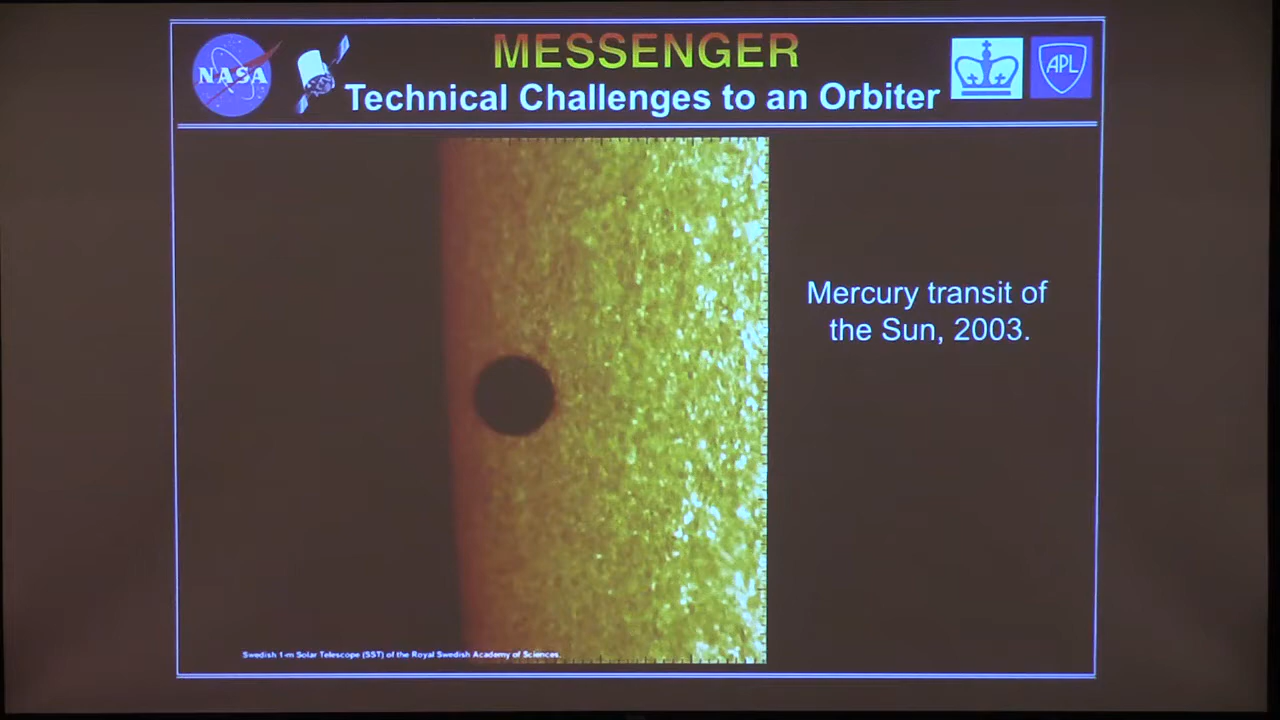 MESSENGER
NASA
Technical Challenges to an Orbiter
APL
Mercury transit of
the Sun, 2003.
Swedish 1-m Solar Telescope (SST) of the Royal Swedish Academy of Sciences.